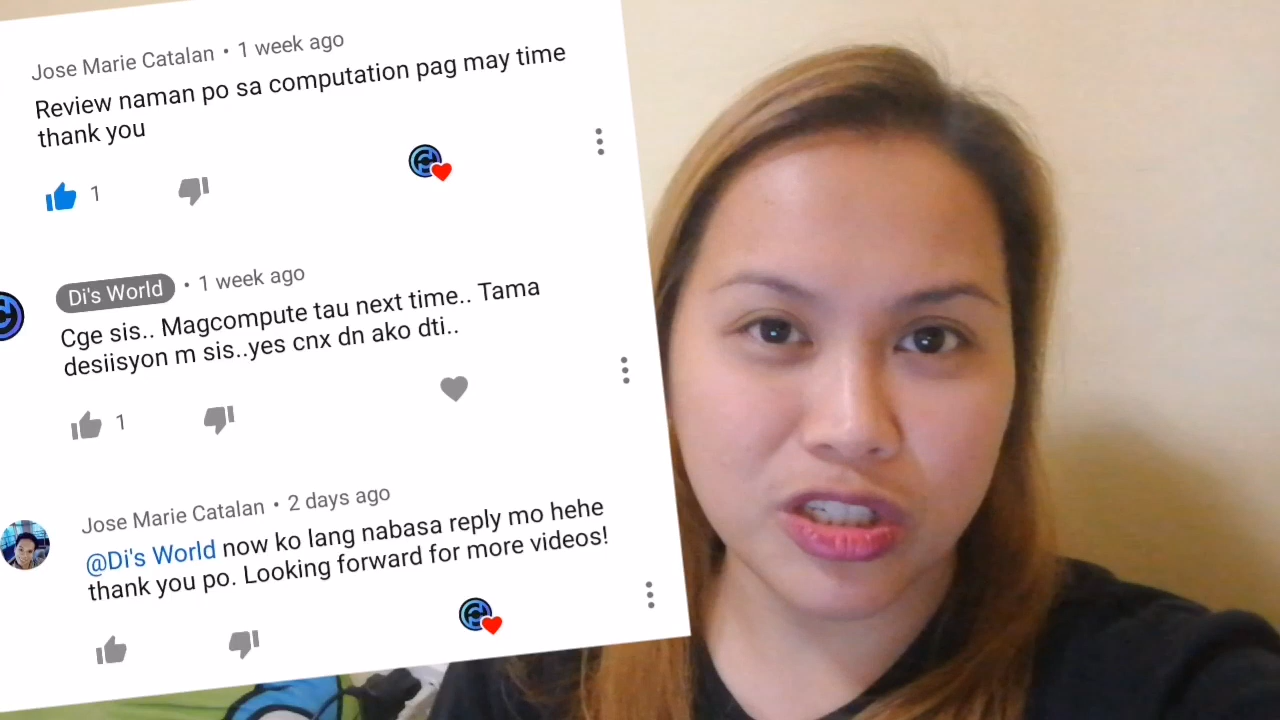 Jose Marie Catalan • 1 week ago
Review naman po sa computation pag may time
thank you
1
Di's World • 1 week ago
Cge sis.. Magcompute tau next time.. Tama
desiisyon m sis..yes cnx dn ako dti..
1
Jose Marie Catalan • 2 days ago
@Di's World now ko lang nabasa reply mo hehe
thank you po. Looking forward for more videos!